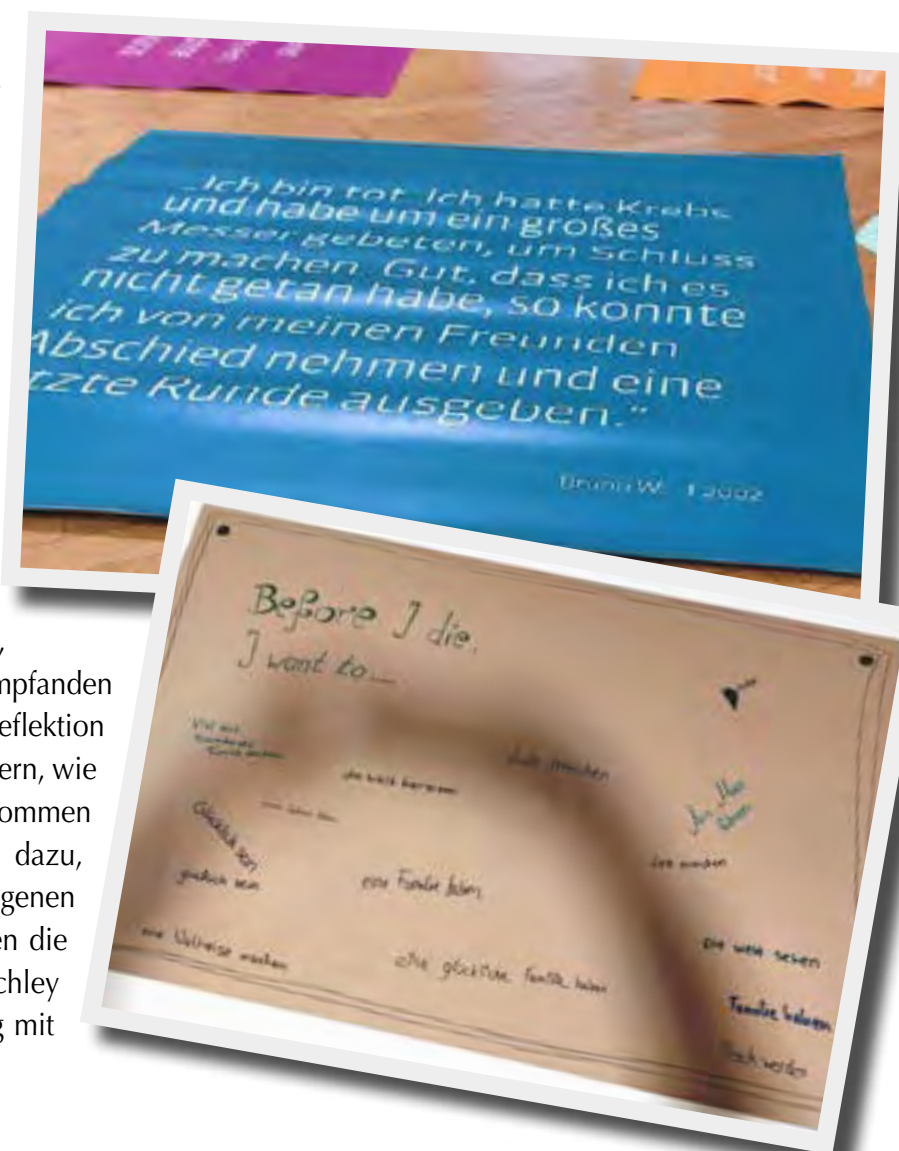 „Ich bin tot. Ich hatte Krebs
und habe um ein großes
Messer gebeten, um Schluss
zu machen. Gut, dass ich es
nicht getan habe, so konnte
ich von meinen Freunden
Abschied nehmen und eine
tzte Runde ausgeben.“
Bruno W. †2002
mpfanden
eflektion
ern, wie
ommen
dazu,
genen
en die
chley
g mit
Before I die,
I want to...
die Welt bereisen
Glücklich sein
glücklich sein
eine Familie haben
eine Weltreise machen
eine glückliche Familie haben
Die Welt sehen
Familie haben
werden